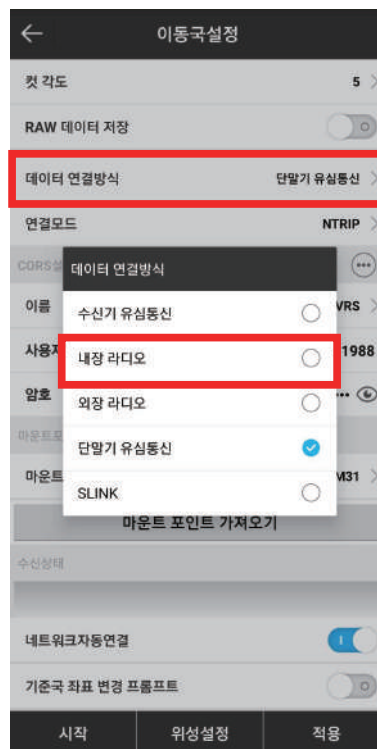 이동국설정
컷 각도 5
RAW 데이터 저장
데이터 연결방식 단말기 유심통신
연결모드 NTRIP
CORS
데이터 연결방식
이름 VRS
수신기 유심통신
내장 라디오
1988
암호
외장 라디오
단말기 유심통신
M31
SLINK
마운트 포인트 가져오기
수신상태
네트워크자동연결
기준국 좌표 변경 프롬프트
시작 위성설정 적용